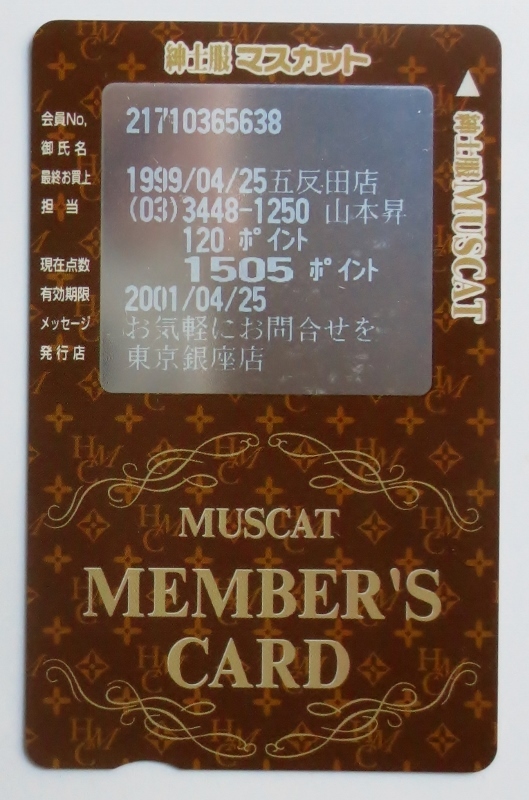 紳士服 マスカット
会員No. 21710365638
御氏名
最終お買上 1999/04/25五反田店
担当 (03)3448-1250 山本昇
120 ポイント
現在点数 1505 ポイント
有効期限 2001/04/25
メッセージ お気軽にお問合せを
発行店 東京銀座店
紳士服 MUSCAT
MUSCAT
MEMBER'S
CARD